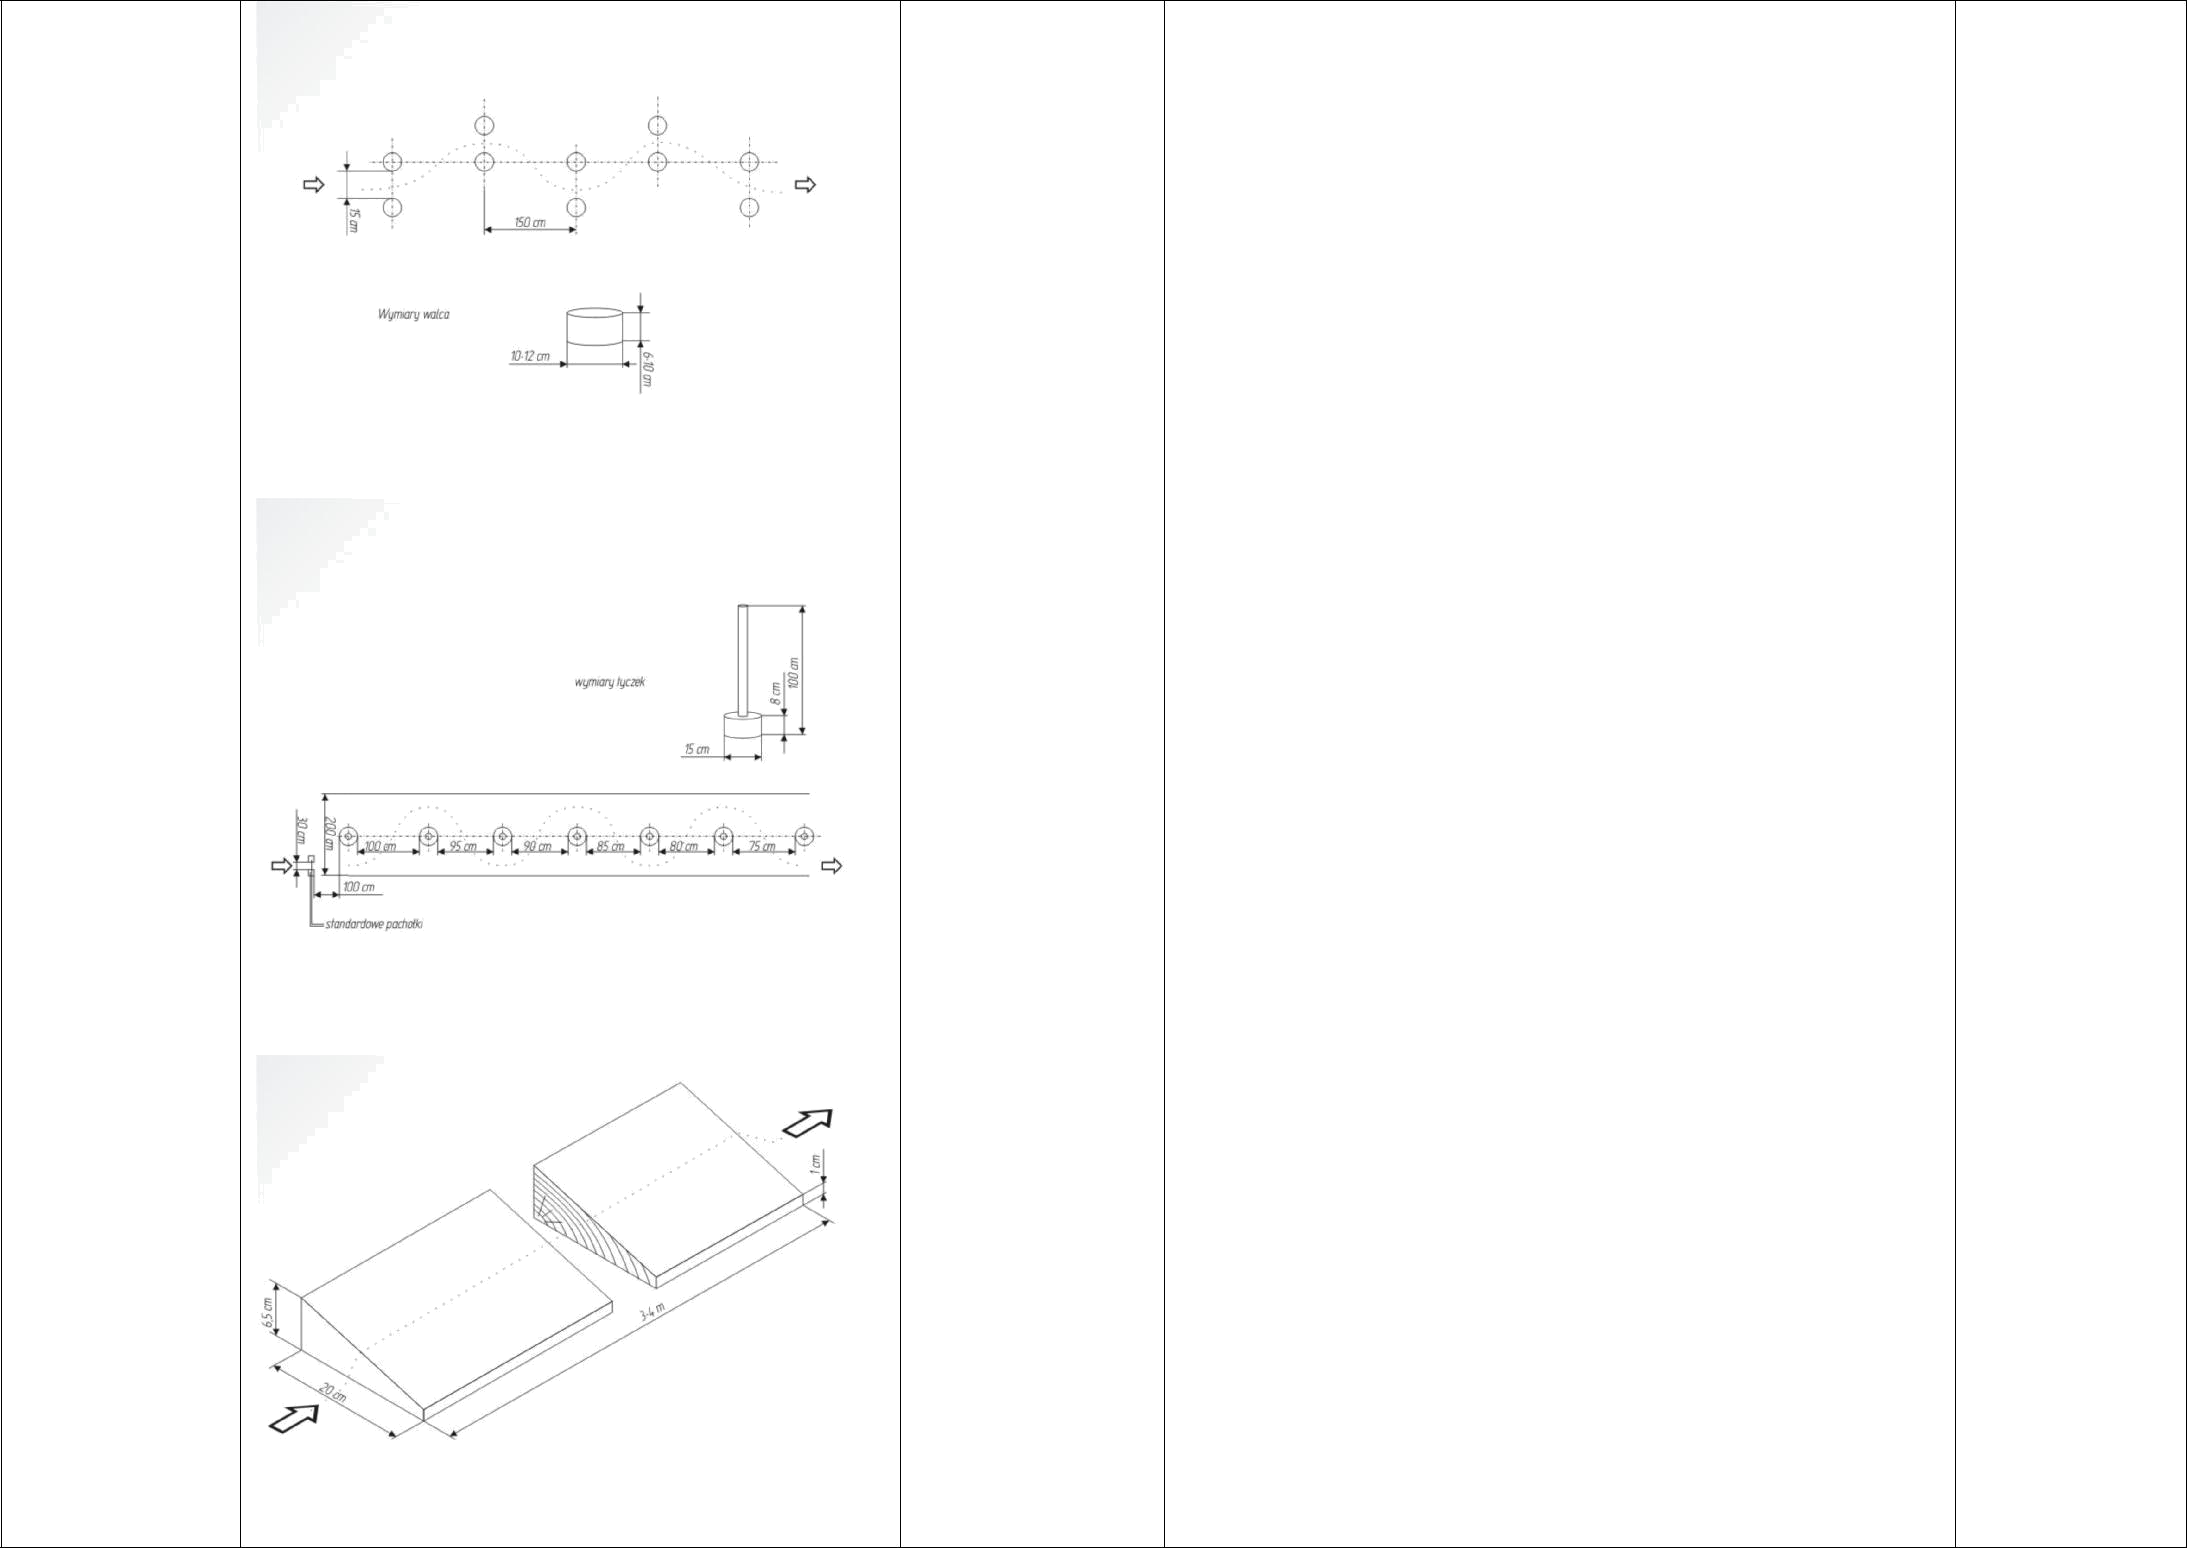 15 cm
150 cm
Wymiary walca
10-12 cm
6-10 cm
wymiary tyczek
100 cm
8 cm
15 cm
30 cm
200 cm
100 cm
95 cm
90 cm
85 cm
80 cm
75 cm
100 cm
standardowe pachołki
1 cm
6.5 cm
3-4 m
20 cm